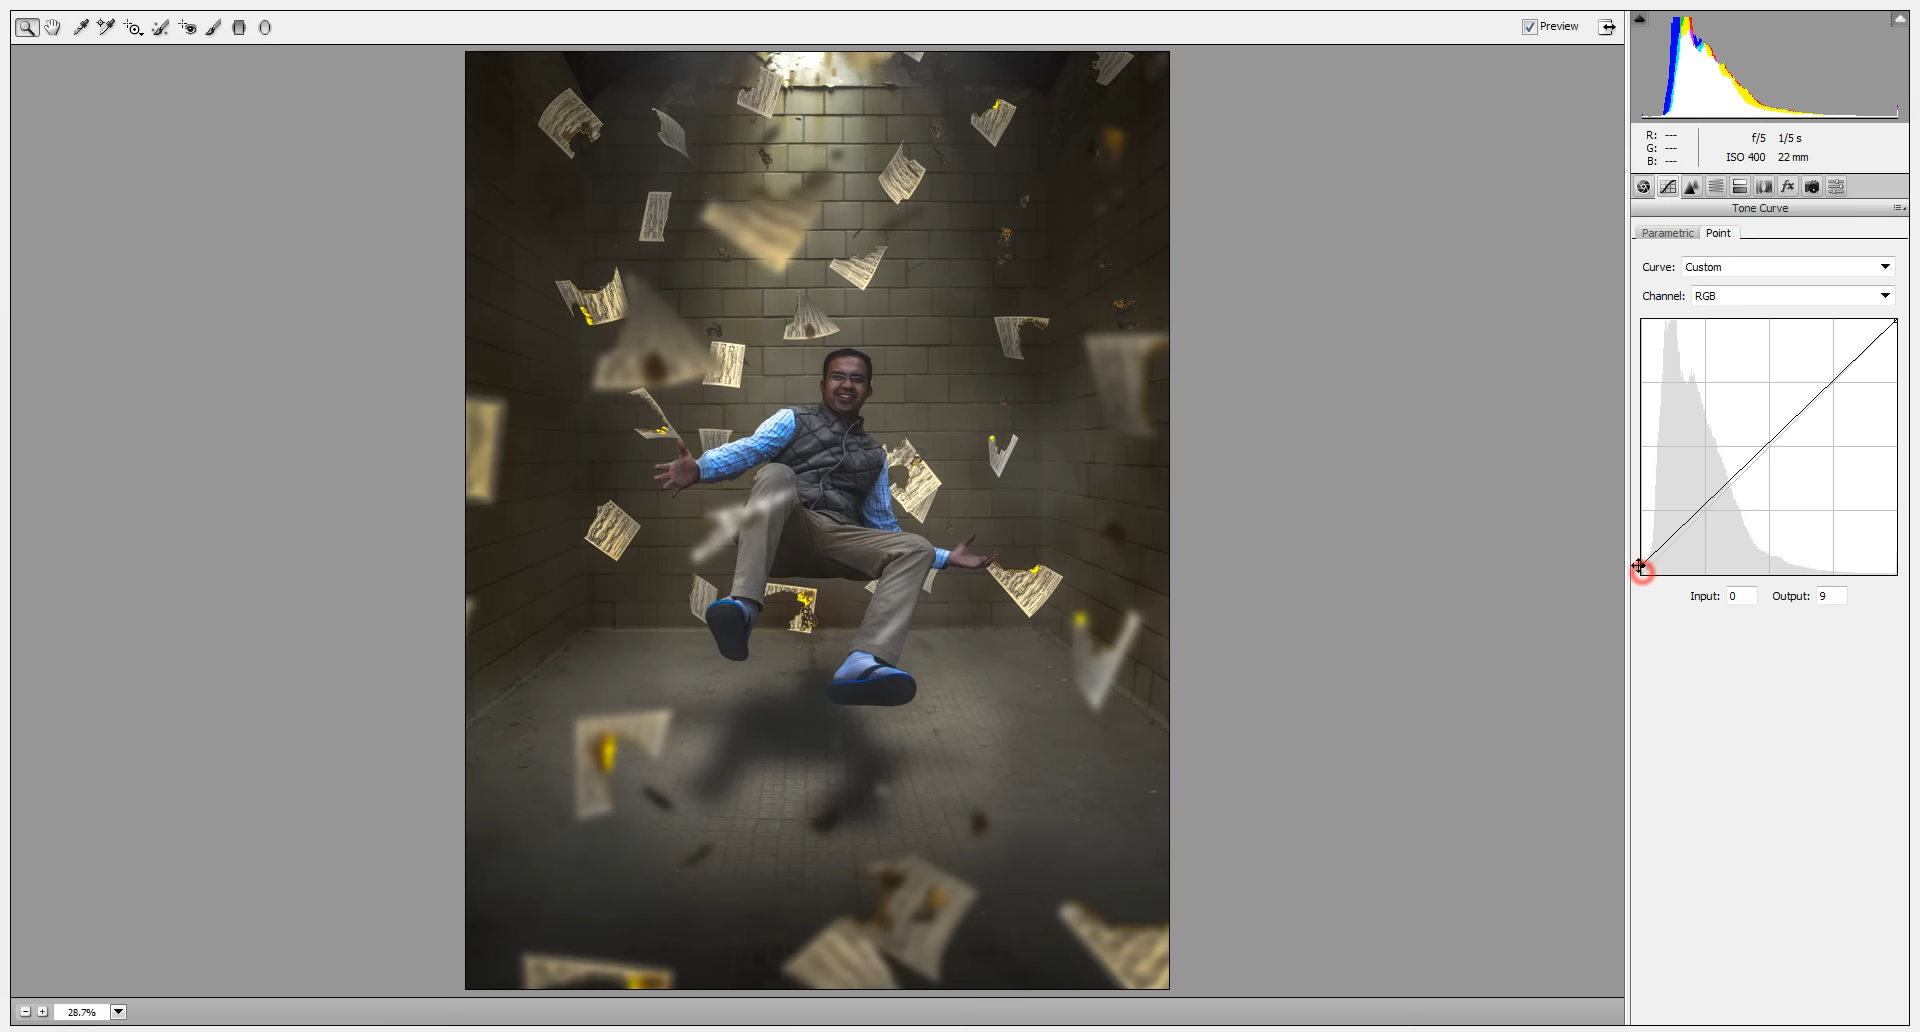 Preview
R: ---
G: ---
B: ---
f/5 1/5 s
ISO 400 22 mm
fx
Tone Curve
Parametric Point
Curve: Custom
Channel: RGB
Input: 0 Output: 9
28.7%